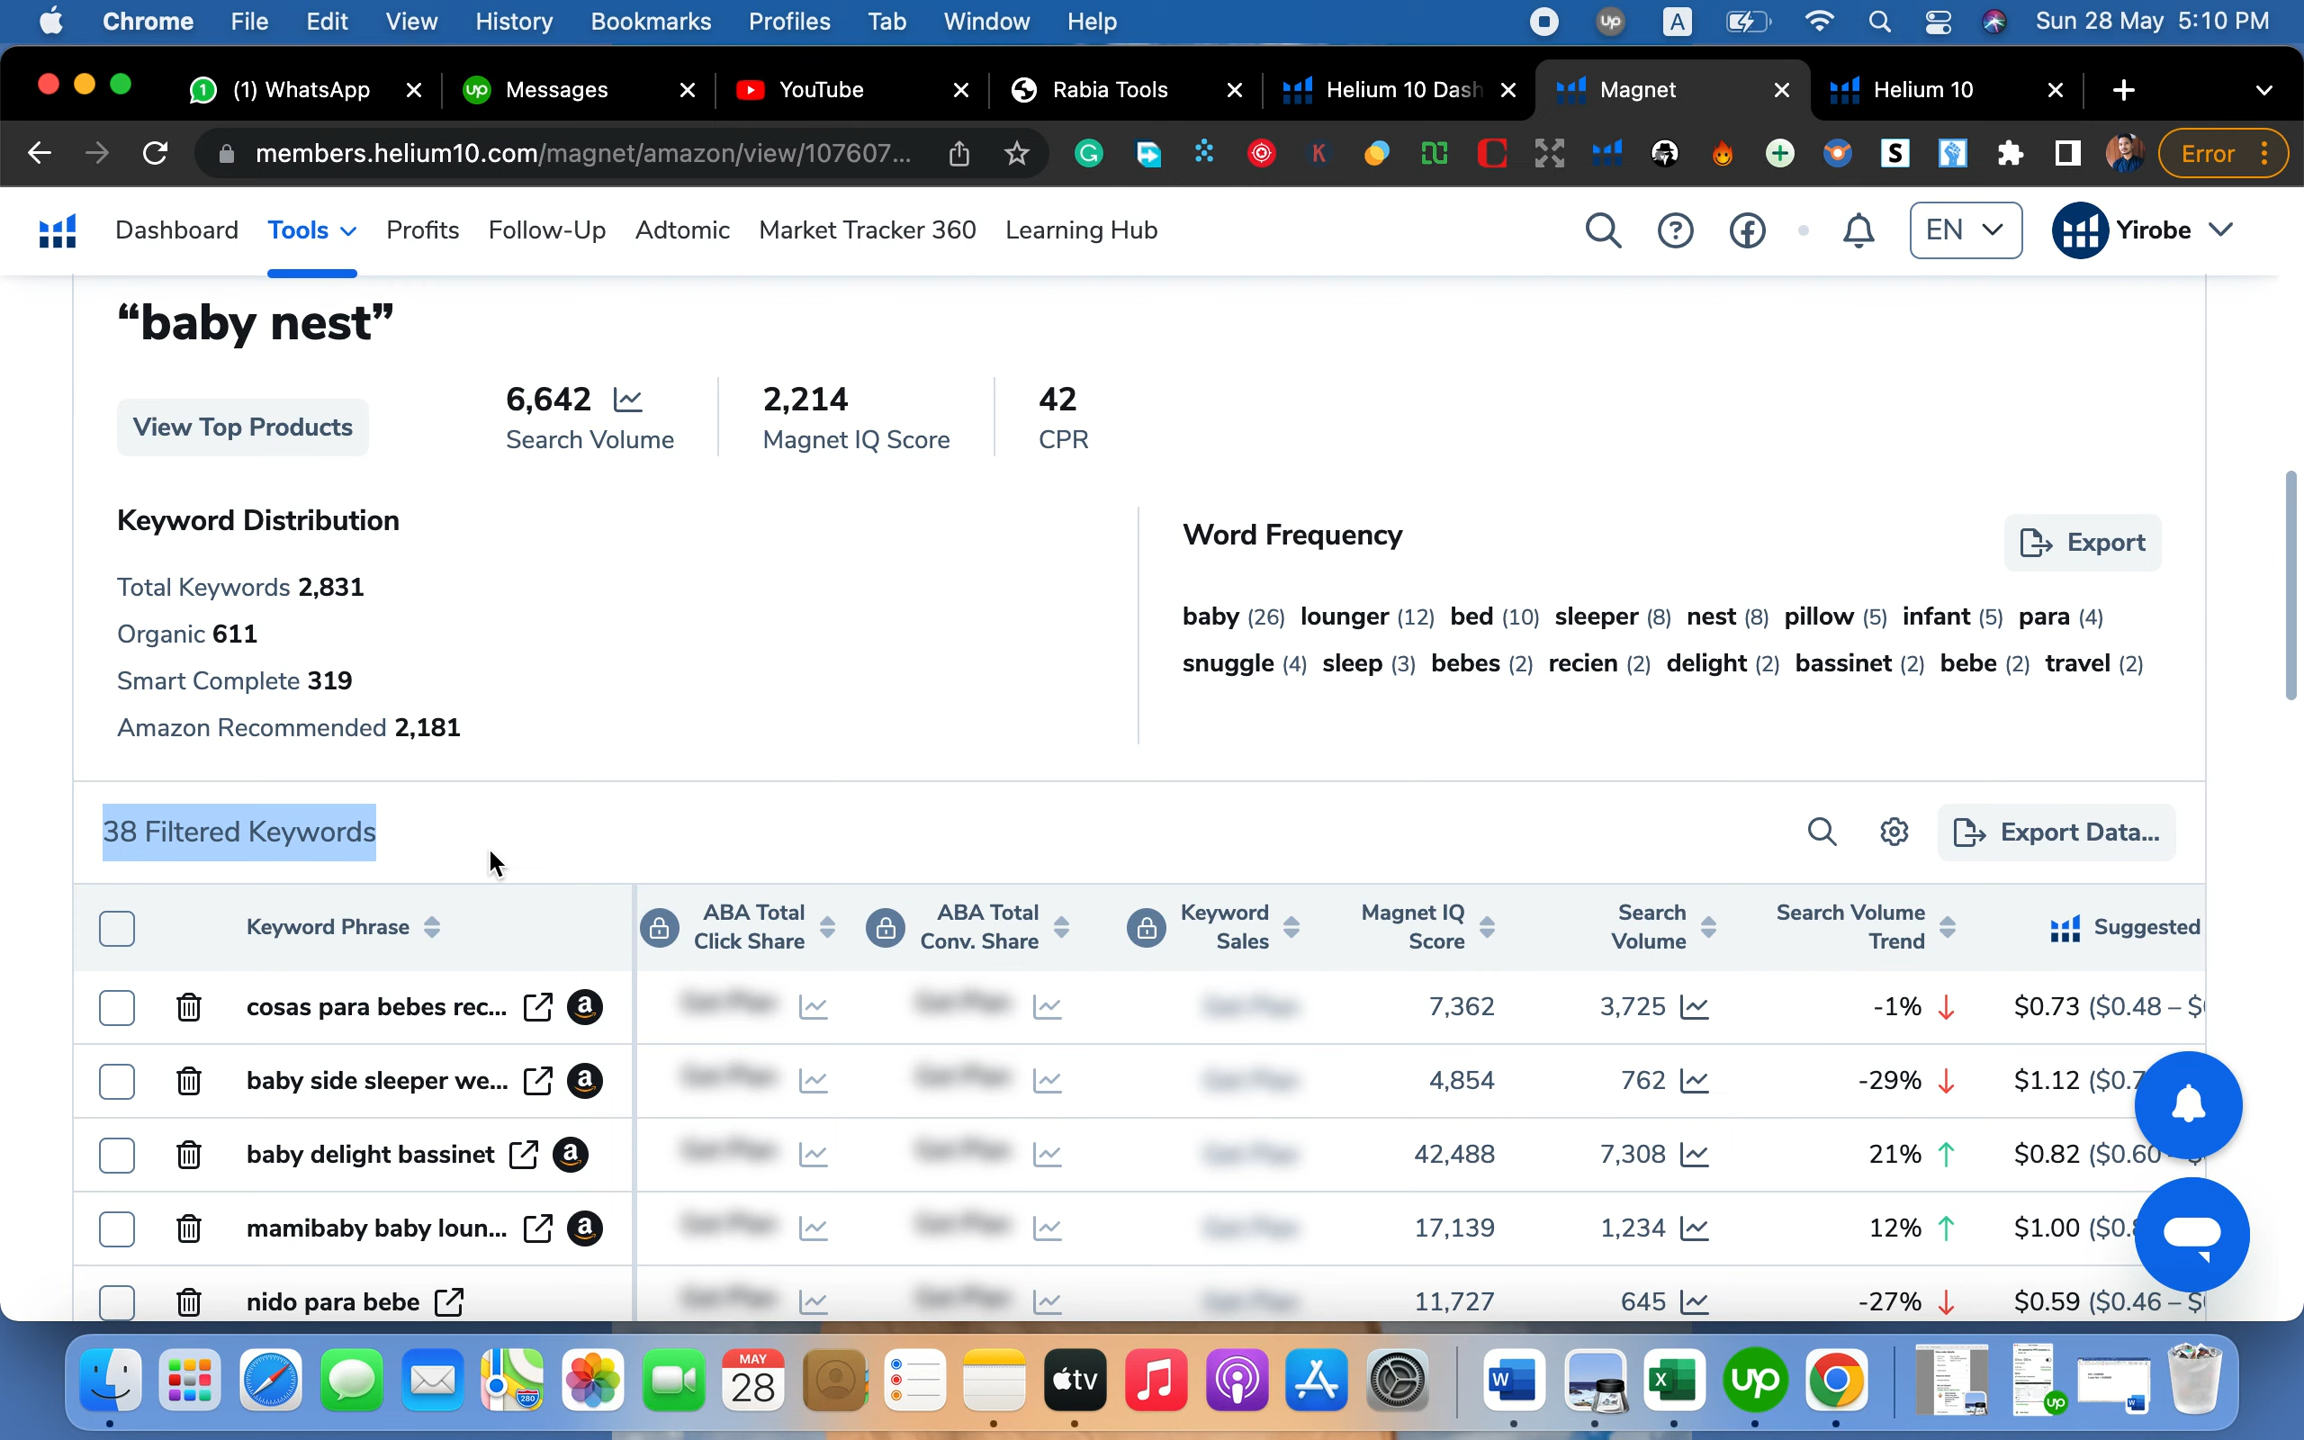 Chrome File Edit View History Bookmarks Profiles Tab Window Help A Sun 28 May 5:10 PM
(1) WhatsApp Messages YouTube Rabia Tools Helium 10 Dash Magnet Helium 10
members.helium10.com/magnet/amazon/view/107607... Error
Dashboard Tools Profits Follow-Up Adtomic Market Tracker 360 Learning Hub EN Yirobe
“baby nest”
View Top Products
6,642 2,214 42
Search Volume Magnet IQ Score CPR
Keyword Distribution
Total Keywords 2,831
Organic 611
Smart Complete 319
Amazon Recommended 2,181
Word Frequency Export
baby (26) lounger (12) bed (10) sleeper (8) nest (8) pillow (5) infant (5) para (4)
snuggle (4) sleep (3) bebes (2) recien (2) delight (2) bassinet (2) bebe (2) travel (2)
38 Filtered Keywords Export Data...
Keyword Phrase ABA Total Click Share ABA Total Conv. Share Keyword Sales Magnet IQ Score Search Volume Search Volume Trend Suggested
cosas para bebes rec... 7,362 3,725 -1% $0.73 ($0.48 –
baby side sleeper we... 4,854 762 -29% $1.12
baby delight bassinet 42,488 7,308 21% $0.82 ($0.60
mamibaby baby loun... 17,139 1,234 12% $1.00
nido para bebe 11,727 645 -27% $0.59 ($0.46 –
MAY
28
tv
W
X
up